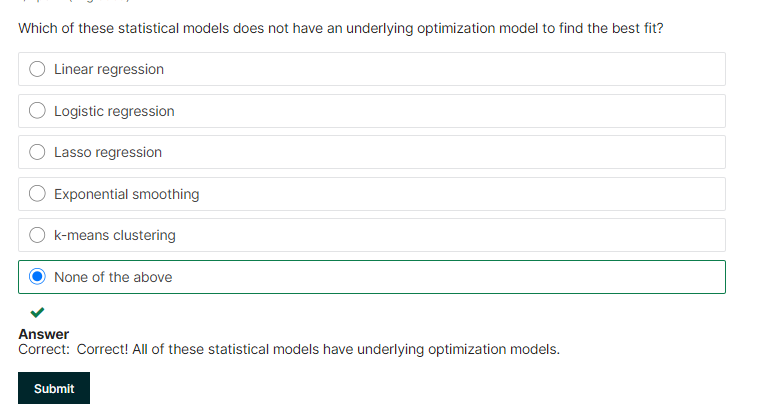 Which of these statistical models does not have an underlying optimization model to find the best fit?
Linear regression
Logistic regression
Lasso regression
Exponential smoothing
k-means clustering
None of the above
Answer
Correct: Correct! All of these statistical models have underlying optimization models.
Submit